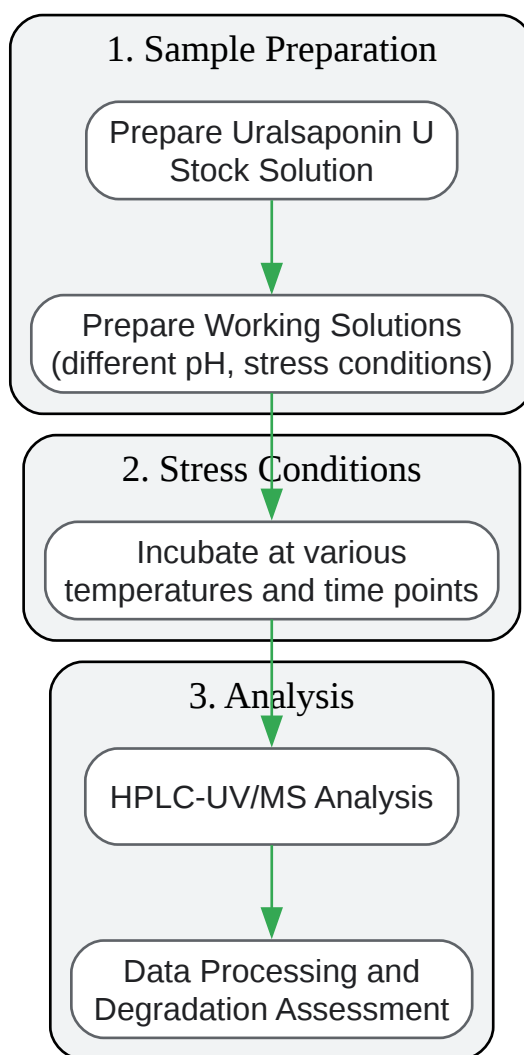 1. Sample Preparation
Prepare Uralsaponin U
Stock Solution
Prepare Working Solutions
(different pH, stress conditions)
2. Stress Conditions
Incubate at various
temperatures and time points
3. Analysis
HPLC-UV/MS Analysis
Data Processing and
Degradation Assessment